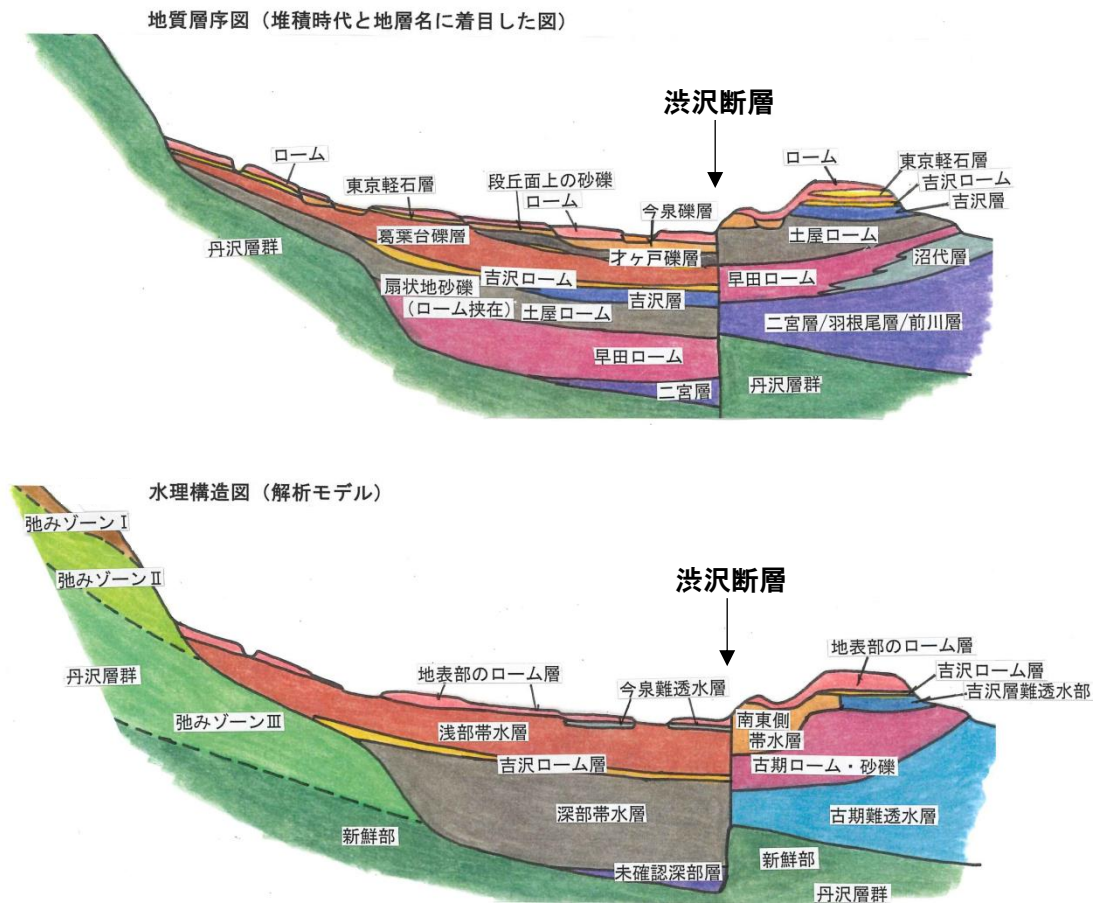 地質層序図（堆積時代と地層名に着目した図）
渋沢断層
ローム
東京軽石層
段丘面上の砂礫
ローム
今泉礫層
ローム
東京軽石層
吉沢ローム
吉沢層
丹沢層群
葛葉台礫層
才ヶ戸礫層
土屋ローム
沼代層
吉沢ローム
吉沢層
早田ローム
扇状地砂礫
（ローム挟在）
土屋ローム
二宮層/羽根尾層/前川層
早田ローム
二宮層
丹沢層群
水理構造図（解析モデル）
弛みゾーンⅠ
弛みゾーンⅡ
渋沢断層
丹沢層群
弛みゾーンⅢ
地表部のローム層
今泉難透水層
地表部のローム層
吉沢ローム層
吉沢層難透水部
浅部帯水層
南東側
帯水層
吉沢ローム層
古期ローム・砂礫
深部帯水層
古期難透水層
新鮮部
未確認深部層
新鮮部
丹沢層群